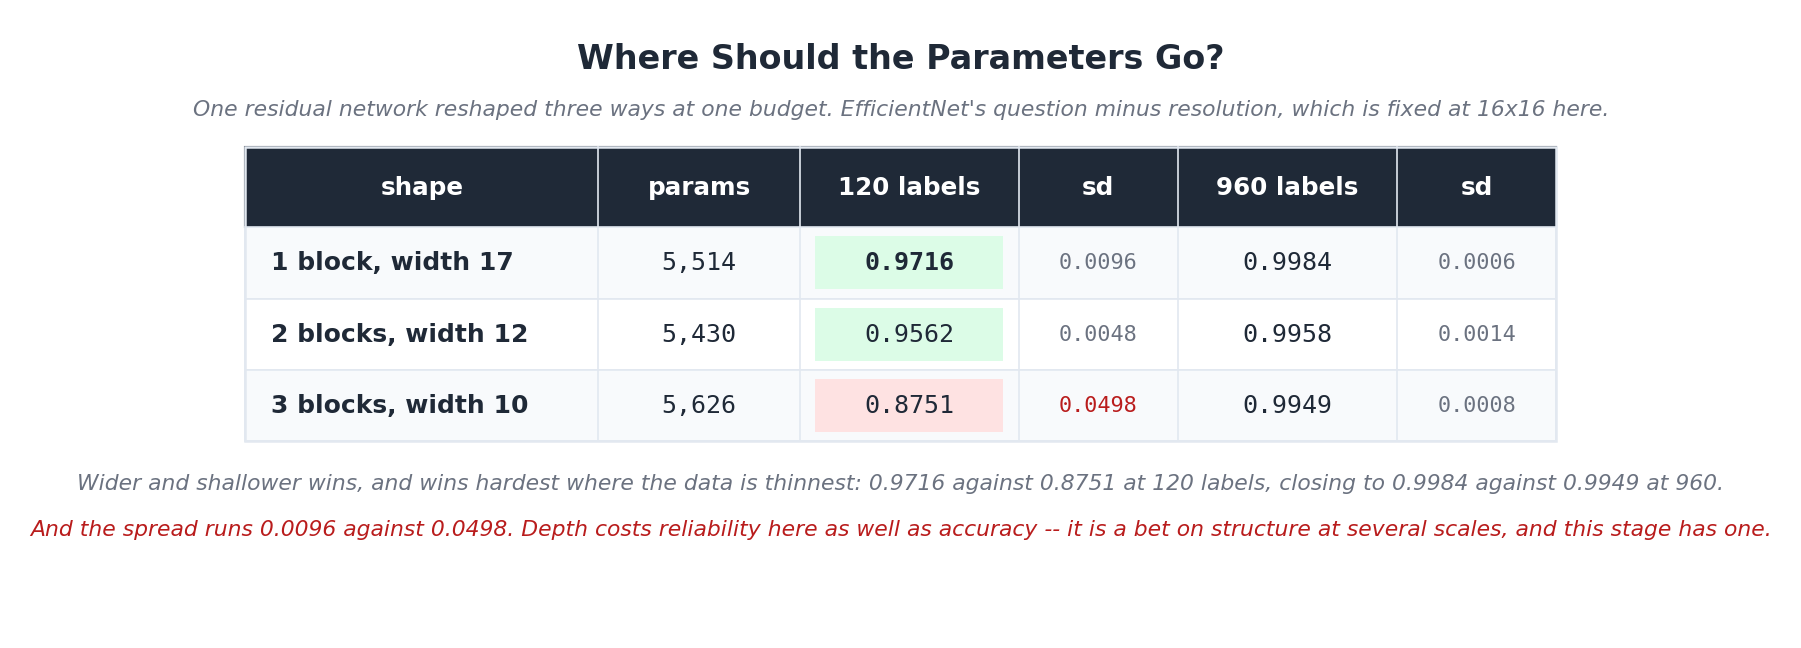 Where Should the Parameters Go?
One residual network reshaped three ways at one budget. EfficientNet's question minus resolution, which is fixed at 16x16 here.
shape params 120 labels sd 960 labels sd
1 block, width 17 5,514 0.9716 0.0096 0.9984 0.0006
2 blocks, width 12 5,430 0.9562 0.0048 0.9958 0.0014
3 blocks, width 10 5,626 0.8751 0.0498 0.9949 0.0008
Wider and shallower wins, and wins hardest where the data is thinnest: 0.9716 against 0.8751 at 120 labels, closing to 0.9984 against 0.9949 at 960.
And the spread runs 0.0096 against 0.0498. Depth costs reliability here as well as accuracy -- it is a bet on structure at several scales, and this stage has one.